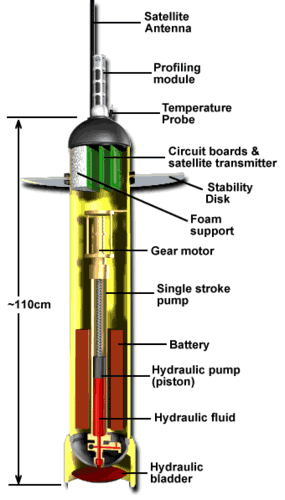 Satellite
Antenna
Profiling
module
Temperature
Probe
Circuit boards &
satellite transmitter
Stability
Disk
Foam
support
Gear motor
Single stroke
pump
~110cm
Battery
Hydraulic pump
(piston)
Hydraulic fluid
Hydraulic
bladder